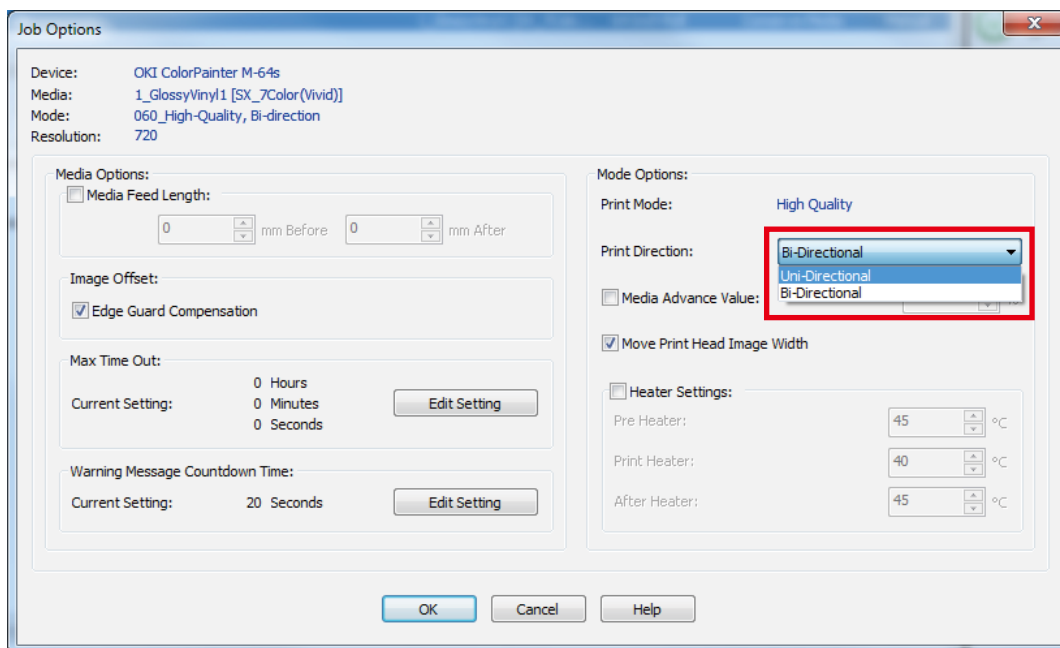 Job Options
Device: OKI ColorPainter M-64s
Media: 1_GlossyVinyl1 [SX_7Color(Vivid)]
Mode: 060_High-Quality, Bi-direction
Resolution: 720
Media Options:
Media Feed Length:
0 mm Before 0 mm After
Image Offset:
Edge Guard Compensation
Max Time Out:
Current Setting: 0 Hours
0 Minutes
0 Seconds
Edit Setting
Warning Message Countdown Time:
Current Setting: 20 Seconds Edit Setting
Mode Options:
Print Mode: High Quality
Print Direction: Bi-Directional
Uni-Directional
Bi-Directional
Media Advance Value:
Move Print Head Image Width
Heater Settings:
Pre Heater: 45 °C
Print Heater: 40 °C
After Heater: 45 °C
OK Cancel Help